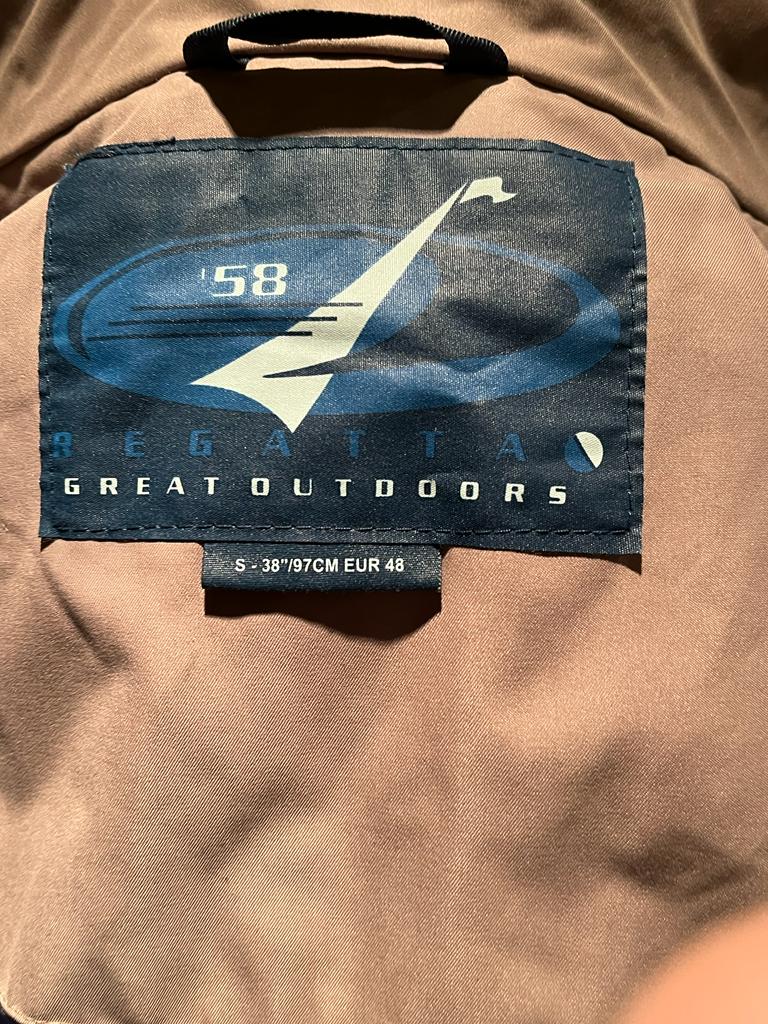 '58
REGATTA
GREAT OUTDOORS
S - 38"/97CM EUR 48